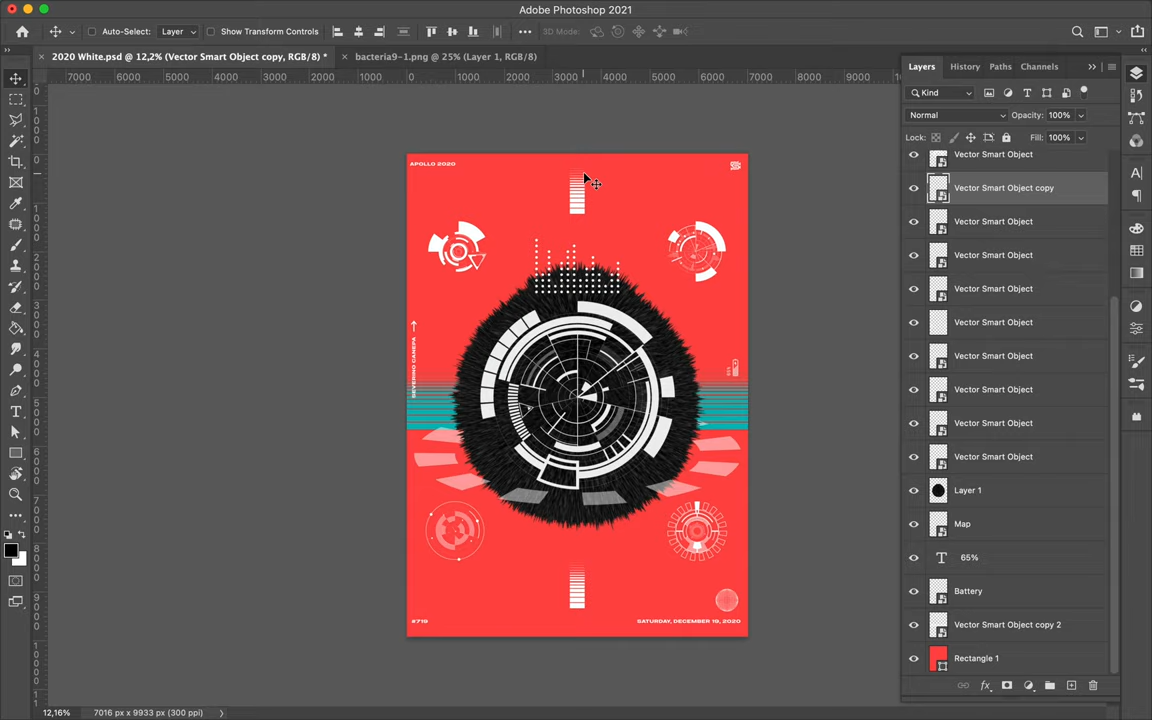 Adobe Photoshop 2021
Auto-Select: Layer Show Transform Controls 3D Mode:
2020 White.psd @ 12,2% (Vector Smart Object copy, RGB/8) *
bacteria9-1.png @ 25% (Layer 1, RGB/8)
7000 6000 5000 4000 3000 2000 1000 0 1000 2000 3000 4000 5000 6000 7000 8000 9000
Layers History Paths Channels
Kind
Normal Opacity: 100%
Lock: Fill: 100%
Vector Smart Object
Vector Smart Object copy
Vector Smart Object
Vector Smart Object
Vector Smart Object
Vector Smart Object
Vector Smart Object
Vector Smart Object
Vector Smart Object
Vector Smart Object
Layer 1
Map
T 65%
Battery
Vector Smart Object copy 2
Rectangle 1
fx
APOLLO 2020
SEVERINO CANEPA
65%
#719
SATURDAY, DECEMBER 19, 2020
12,16% 7016 px x 9933 px (300 ppi)